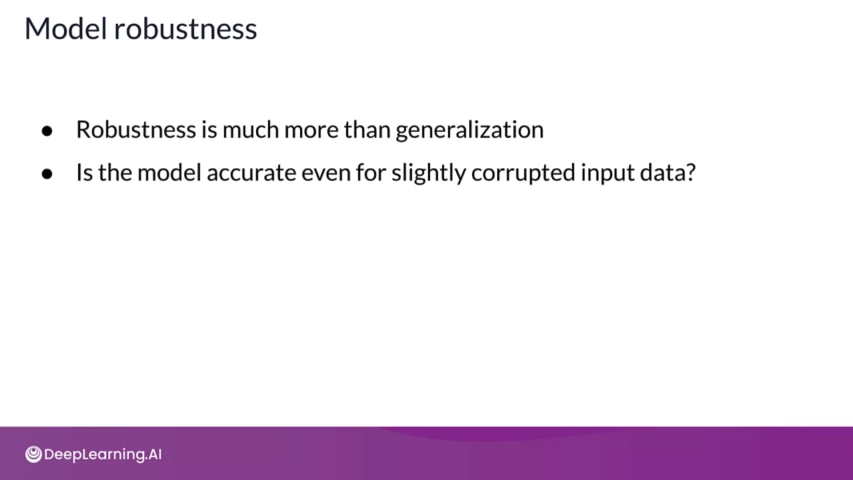 Model robustness
● Robustness is much more than generalization
● Is the model accurate even for slightly corrupted input data?
DeepLearning.AI